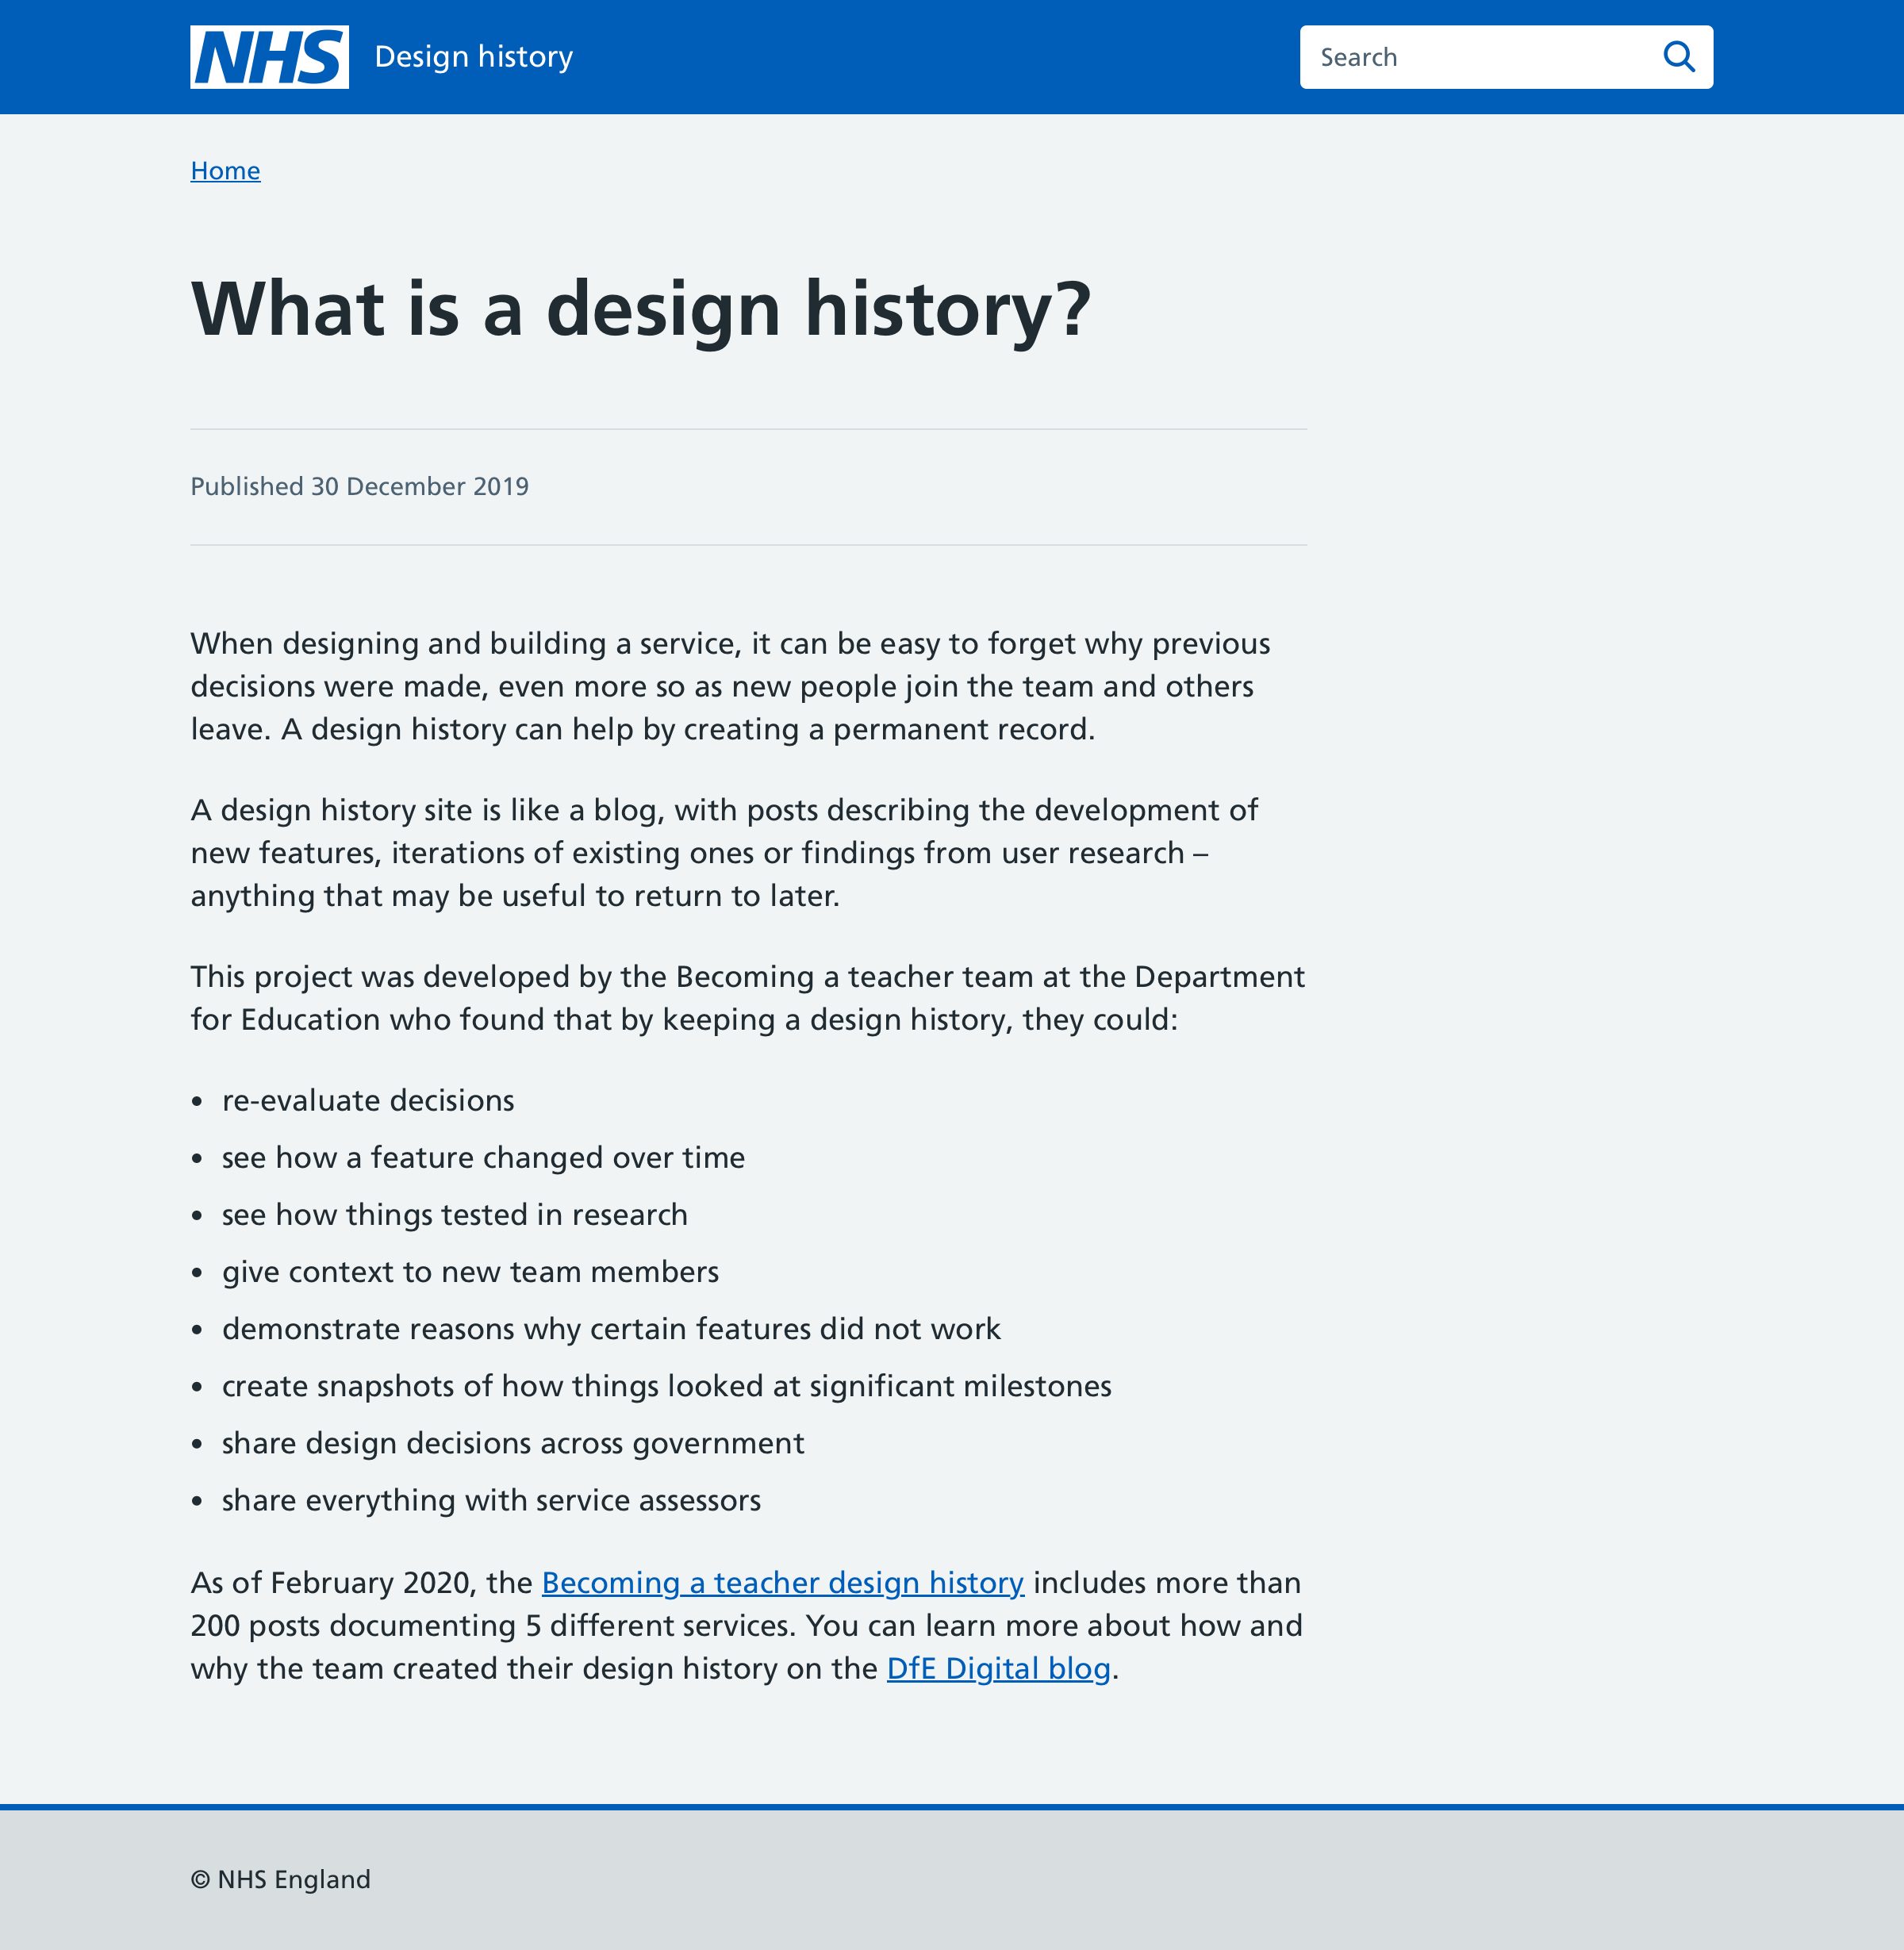 NHS Design history
Search
Home
What is a design history?
Published 30 December 2019
When designing and building a service, it can be easy to forget why previous
decisions were made, even more so as new people join the team and others
leave. A design history can help by creating a permanent record.
A design history site is like a blog, with posts describing the development of
new features, iterations of existing ones or findings from user research –
anything that may be useful to return to later.
This project was developed by the Becoming a teacher team at the Department
for Education who found that by keeping a design history, they could:
• re-evaluate decisions
• see how a feature changed over time
• see how things tested in research
• give context to new team members
• demonstrate reasons why certain features did not work
• create snapshots of how things looked at significant milestones
• share design decisions across government
• share everything with service assessors
As of February 2020, the Becoming a teacher design history includes more than
200 posts documenting 5 different services. You can learn more about how and
why the team created their design history on the DfE Digital blog.
© NHS England